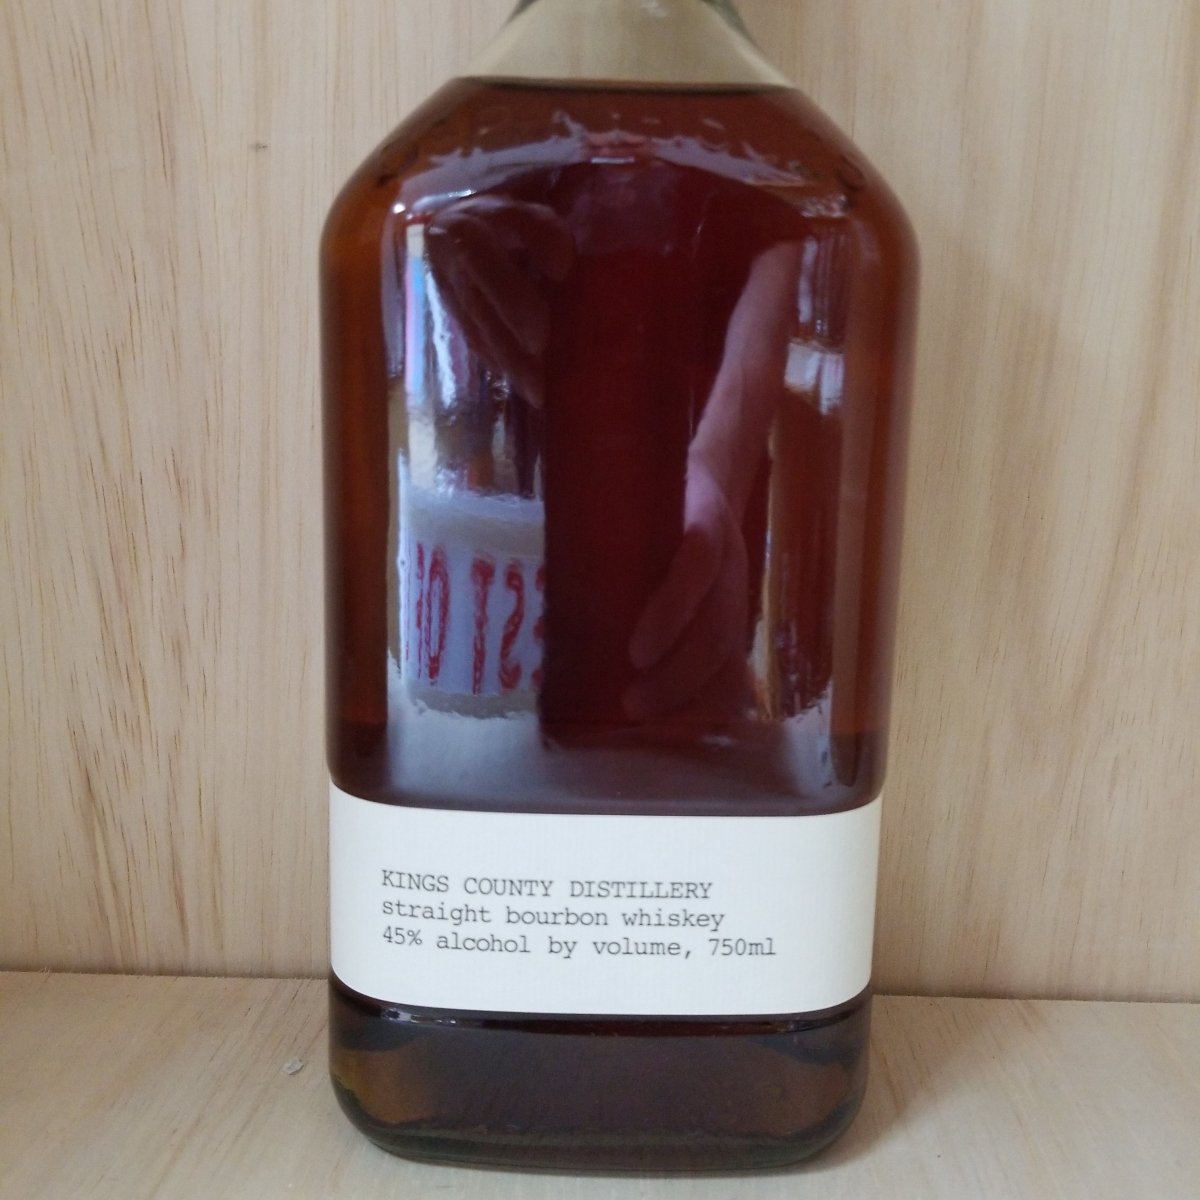 KINGS COUNTY DISTILLERY
straight bourbon whiskey
45% alcohol by volume, 750ml